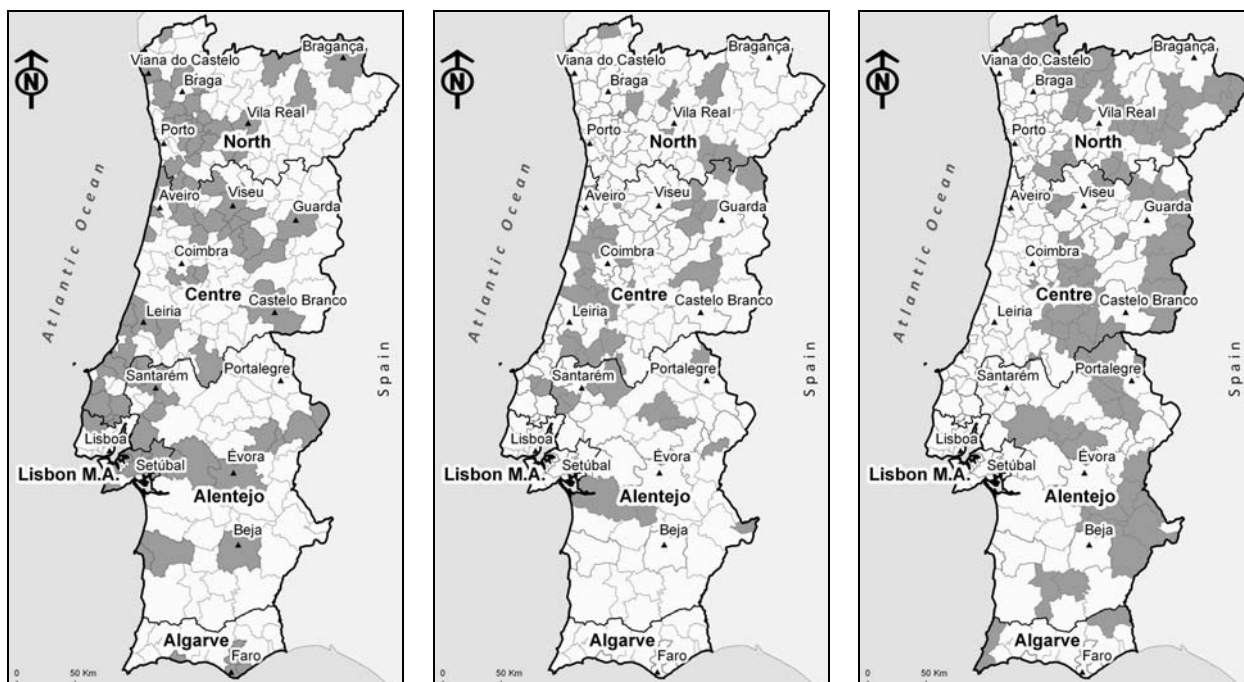 N
Bragança
Viana do Castelo
Braga
Vila Real
Porto
North
Atlantic Ocean
Aveiro
Viseu
Guarda
Coimbra
Centre
Castelo Branco
Leiria
Spain
Santarém
Portalegre
Lisboa
Évora
Setúbal
Lisbon M.A.
Alentejo
Beja
Algarve
Faro
0 50 Km
N
Bragança
Viana do Castelo
Braga
Vila Real
Porto
North
Atlantic Ocean
Aveiro
Viseu
Guarda
Coimbra
Centre
Castelo Branco
Leiria
Spain
Santarém
Portalegre
Lisboa
Évora
Setúbal
Lisbon M.A.
Alentejo
Beja
Algarve
Faro
0 50 Km
N
Bragança
Viana do Castelo
Braga
Vila Real
Porto
North
Atlantic Ocean
Aveiro
Viseu
Guarda
Coimbra
Centre
Castelo Branco
Leiria
Spain
Santarém
Portalegre
Lisboa
Évora
Setúbal
Lisbon M.A.
Alentejo
Beja
Algarve
Faro
0 50 Km